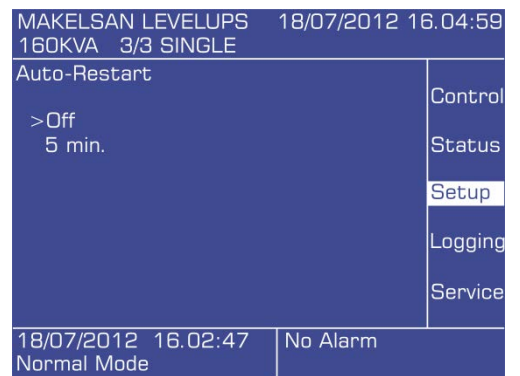 MAKELSAN LEVELUPS 18/07/2012 16.04:59
160KVA 3/3 SINGLE
Auto-Restart
>Off
5 min.
Control
Status
Setup
Logging
Service
18/07/2012 16.02:47 No Alarm
Normal Mode